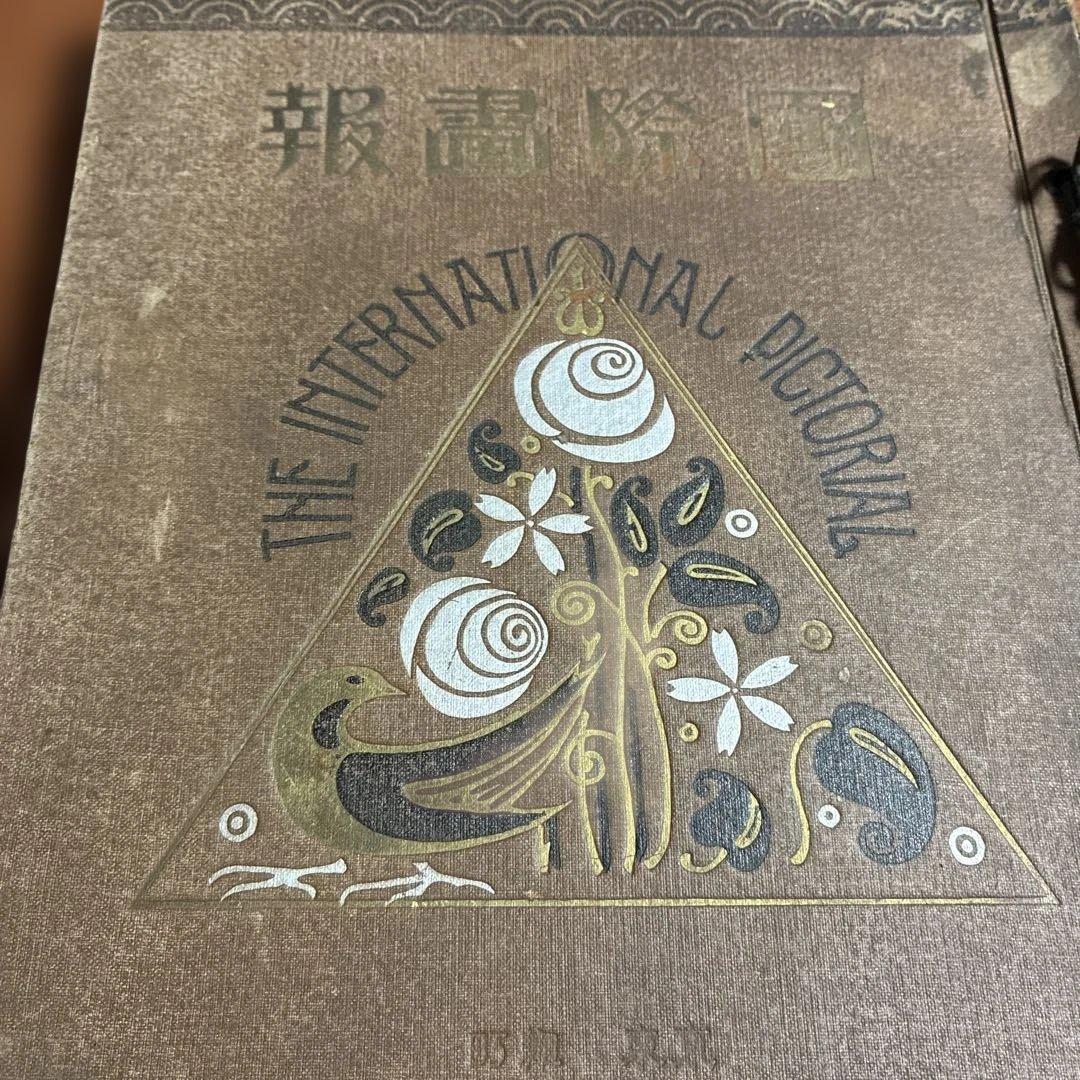 國際畫報
THE INTERNATIONAL PICTORIAL